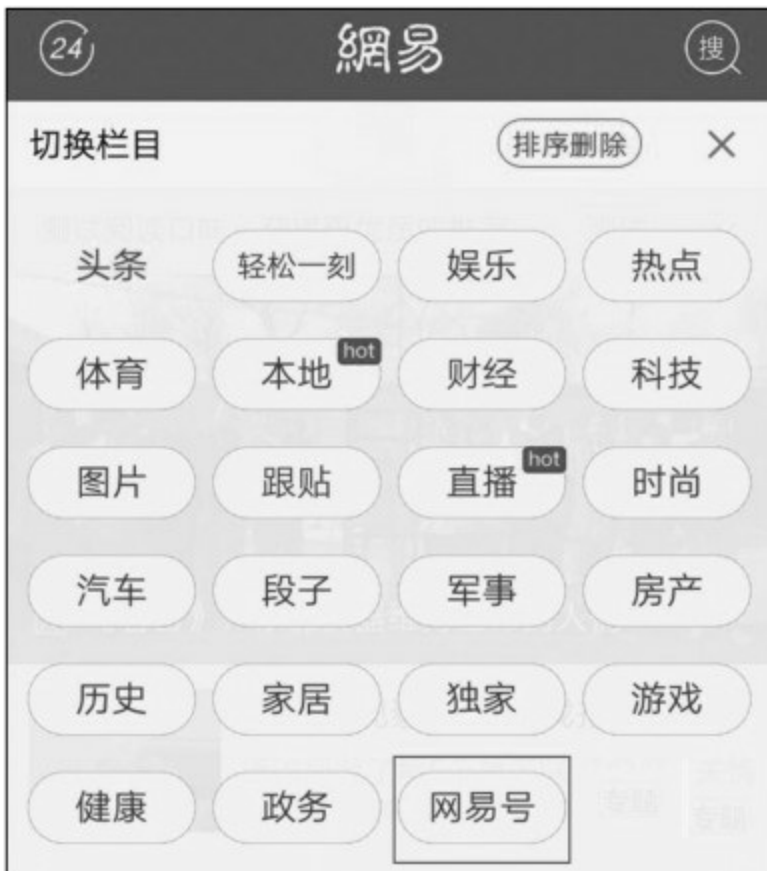 24 網易 搜
切换栏目 排序删除 ×
头条 轻松一刻 娱乐 热点
体育 本地 hot 财经 科技
图片 跟贴 直播 hot 时尚
汽车 段子 军事 房产
历史 家居 独家 游戏
健康 政务 网易号